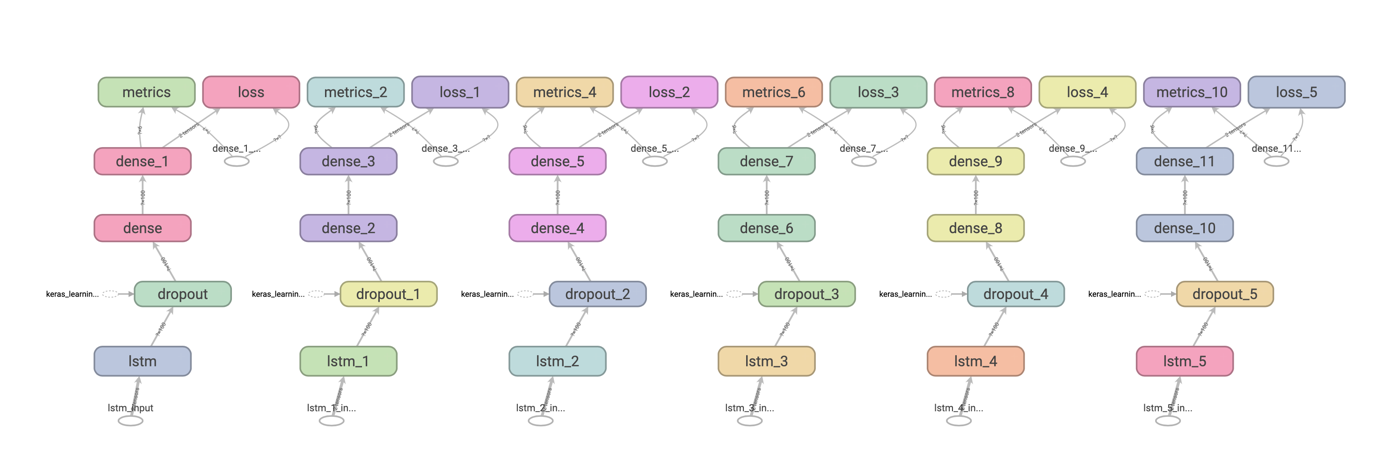 metrics loss metrics_2 loss_1 metrics_4 loss_2 metrics_6 loss_3 metrics_8 loss_4 metrics_10 loss_5
dense_1_... dense_3_... dense_5_... dense_7_... dense_9_... dense_11...
dense_1 dense_3 dense_5 dense_7 dense_9 dense_11
dense dense_2 dense_4 dense_6 dense_8 dense_10
keras_learnin... dropout keras_learnin... dropout_1 keras_learnin... dropout_2 keras_learnin... dropout_3 keras_learnin... dropout_4 keras_learnin... dropout_5
lstm lstm_1 lstm_2 lstm_3 lstm_4 lstm_5
lstm_input lstm_1_in... lstm_2_in... lstm_3_in... lstm_4_in... lstm_5_in...